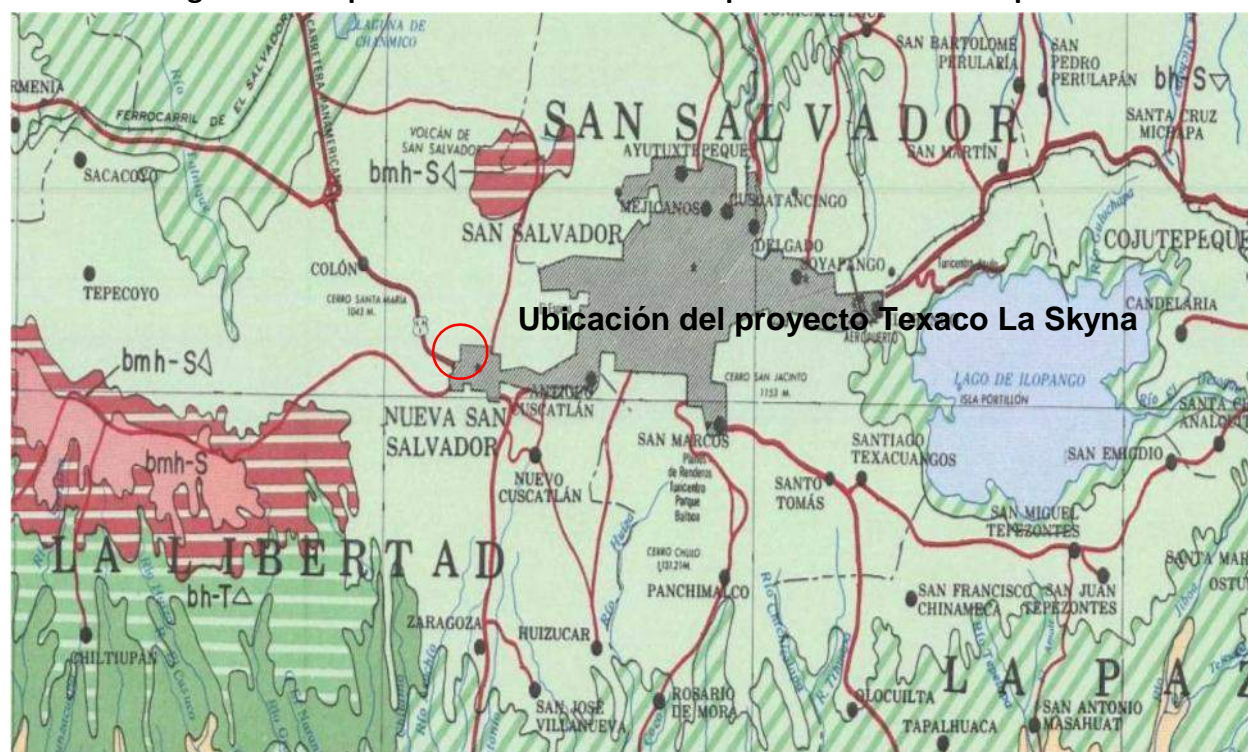 LAGUNA DE
CHANMICO
CARRETERA PANAMERICANA
FERROCARRIL DE EL SALVADOR
SACACOYO
TEPECOYO
COLÓN
CERRO SANTA MARÍA
1043 M.
VOLCÁN DE
SAN SALVADOR
bmh-S
SAN SALVADOR
AYUTUXTEPEQUE
MEJICANOS
CUSCATANCINGO
DELGADO
SOYAPANGO
SAN SALVADOR
SAN BARTOLOMÉ
PERULAPÍA
SAN
PEDRO
PERULAPÁN
bh-S
SANTA CRUZ
MICHAPA
SAN MARTÍN
COJUTEPEQUE
CANDELARIA
Ubicación del proyecto Texaco La Skyna
AEROPUERTO
bmh-S
bmh-S
NUEVA SAN
SALVADOR
ANTIGUO
CUSCATLÁN
CERRO SAN JACINTO
1153 M.
LAGO DE ILOPANGO
ISLA PORTILLÓN
NUEVO
CUSCATLÁN
SAN MARCOS
Planes
de Renderos
Turicentro
Parque
Balboa
SANTIAGO
TEXACUANGOS
SANTO
TOMÁS
SAN EMIGDIO
SAN MIGUEL
TEPEZONTES
LA LIBERTAD
bh-T
CERRO CHULO
PANCHIMALCO
SAN FRANCISCO
CHINAMECA
SAN JUAN
TEPEZONTES
CHILTIUPÁN
ZARAGOZA
HUIZUCAR
SAN JOSÉ
VILLANUEVA
ROSARIO
DE MORA
OLOCUILTA
TAPALHUACA
LA PAZ
SAN ANTONIO
MASAHUAT